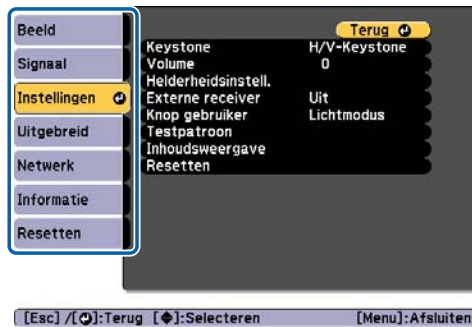 Beeld
Signaal
Instellingen
Uitgebreid
Netwerk
Informatie
Resetten
Terug
Keystone H/V-Keystone
Volume 0
Helderheidsinstell.
Externe receiver Uit
Knop gebruiker Lichtmodus
Testpatroon
Inhoudsweergave
Resetten
[Esc] /[⏎]:Terug [◆]:Selecteren [Menu]:Afsluiten